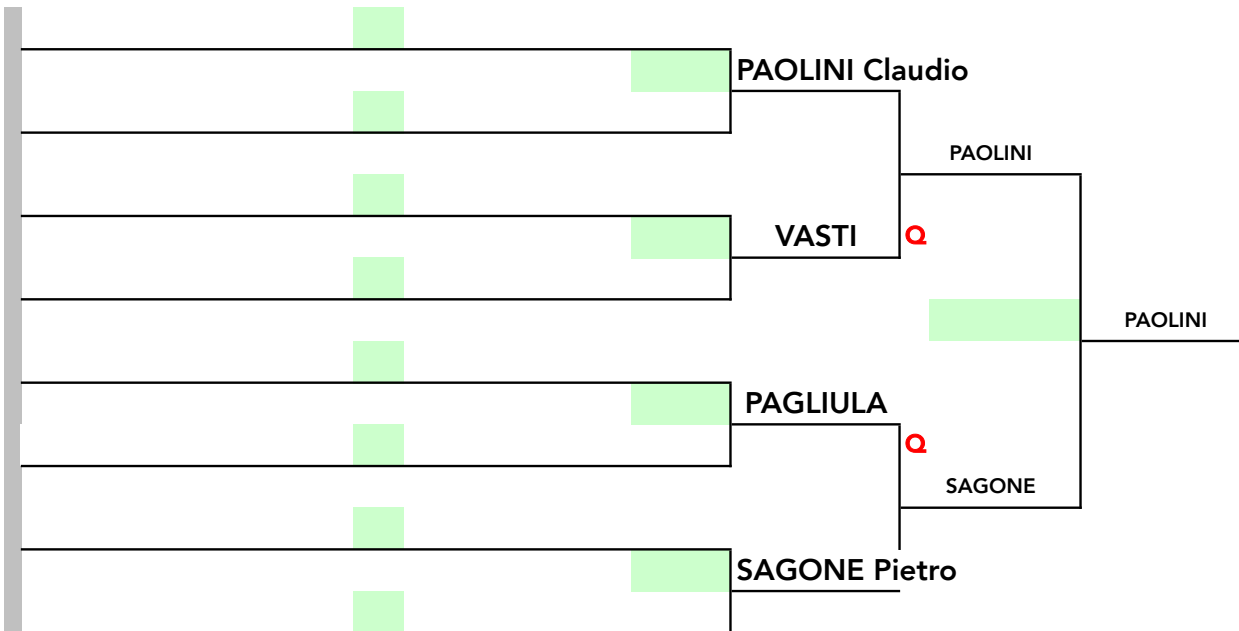 PAOLINI Claudio
PAOLINI
VASTI
Q
PAOLINI
PAGLIULA
Q
SAGONE
SAGONE Pietro